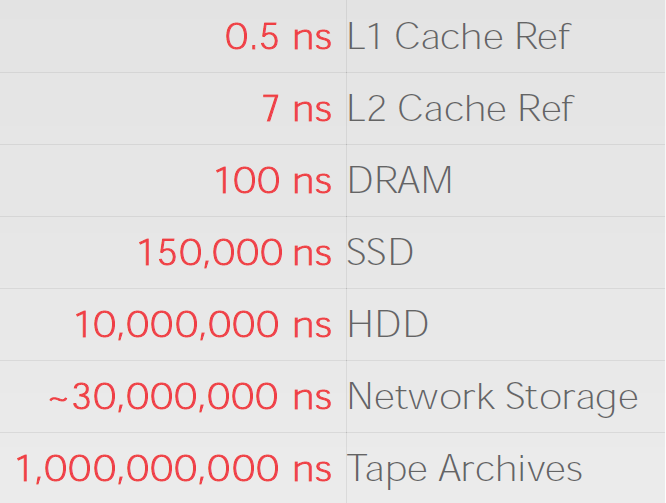 0.5 ns L1 Cache Ref
7 ns L2 Cache Ref
100 ns DRAM
150,000 ns SSD
10,000,000 ns HDD
~30,000,000 ns Network Storage
1,000,000,000 ns Tape Archives